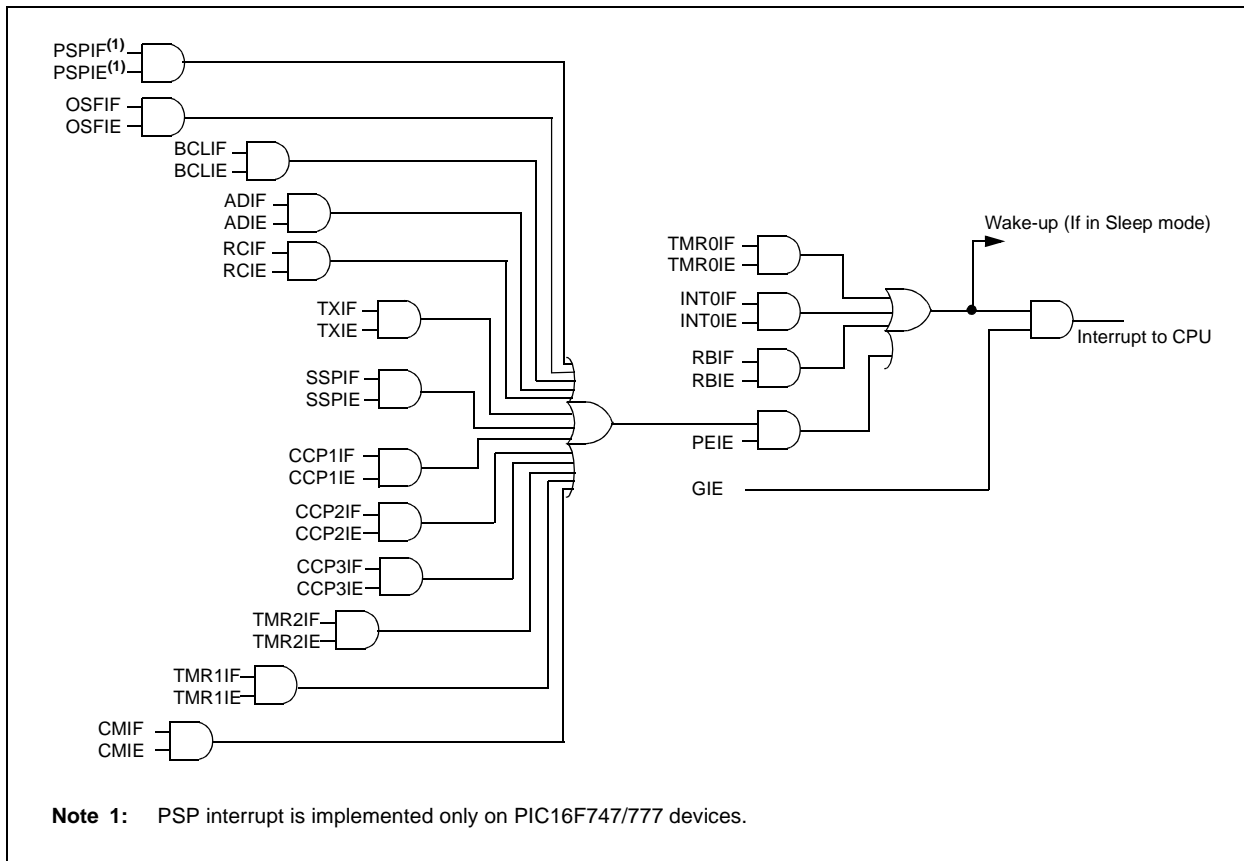 PSPIF(1)
PSPIE(1)
OSFIF
OSFIE
BCLIF
BCLIE
ADIF
ADIE
RCIF
RCIE
TXIF
TXIE
SSPIF
SSPIE
CCP1IF
CCP1IE
CCP2IF
CCP2IE
CCP3IF
CCP3IE
TMR2IF
TMR2IE
TMR1IF
TMR1IE
CMIF
CMIE
TMR0IF
TMR0IE
INT0IF
INT0IE
RBIF
RBIE
PEIE
GIE
Wake-up (If in Sleep mode)
Interrupt to CPU
Note 1: PSP interrupt is implemented only on PIC16F747/777 devices.